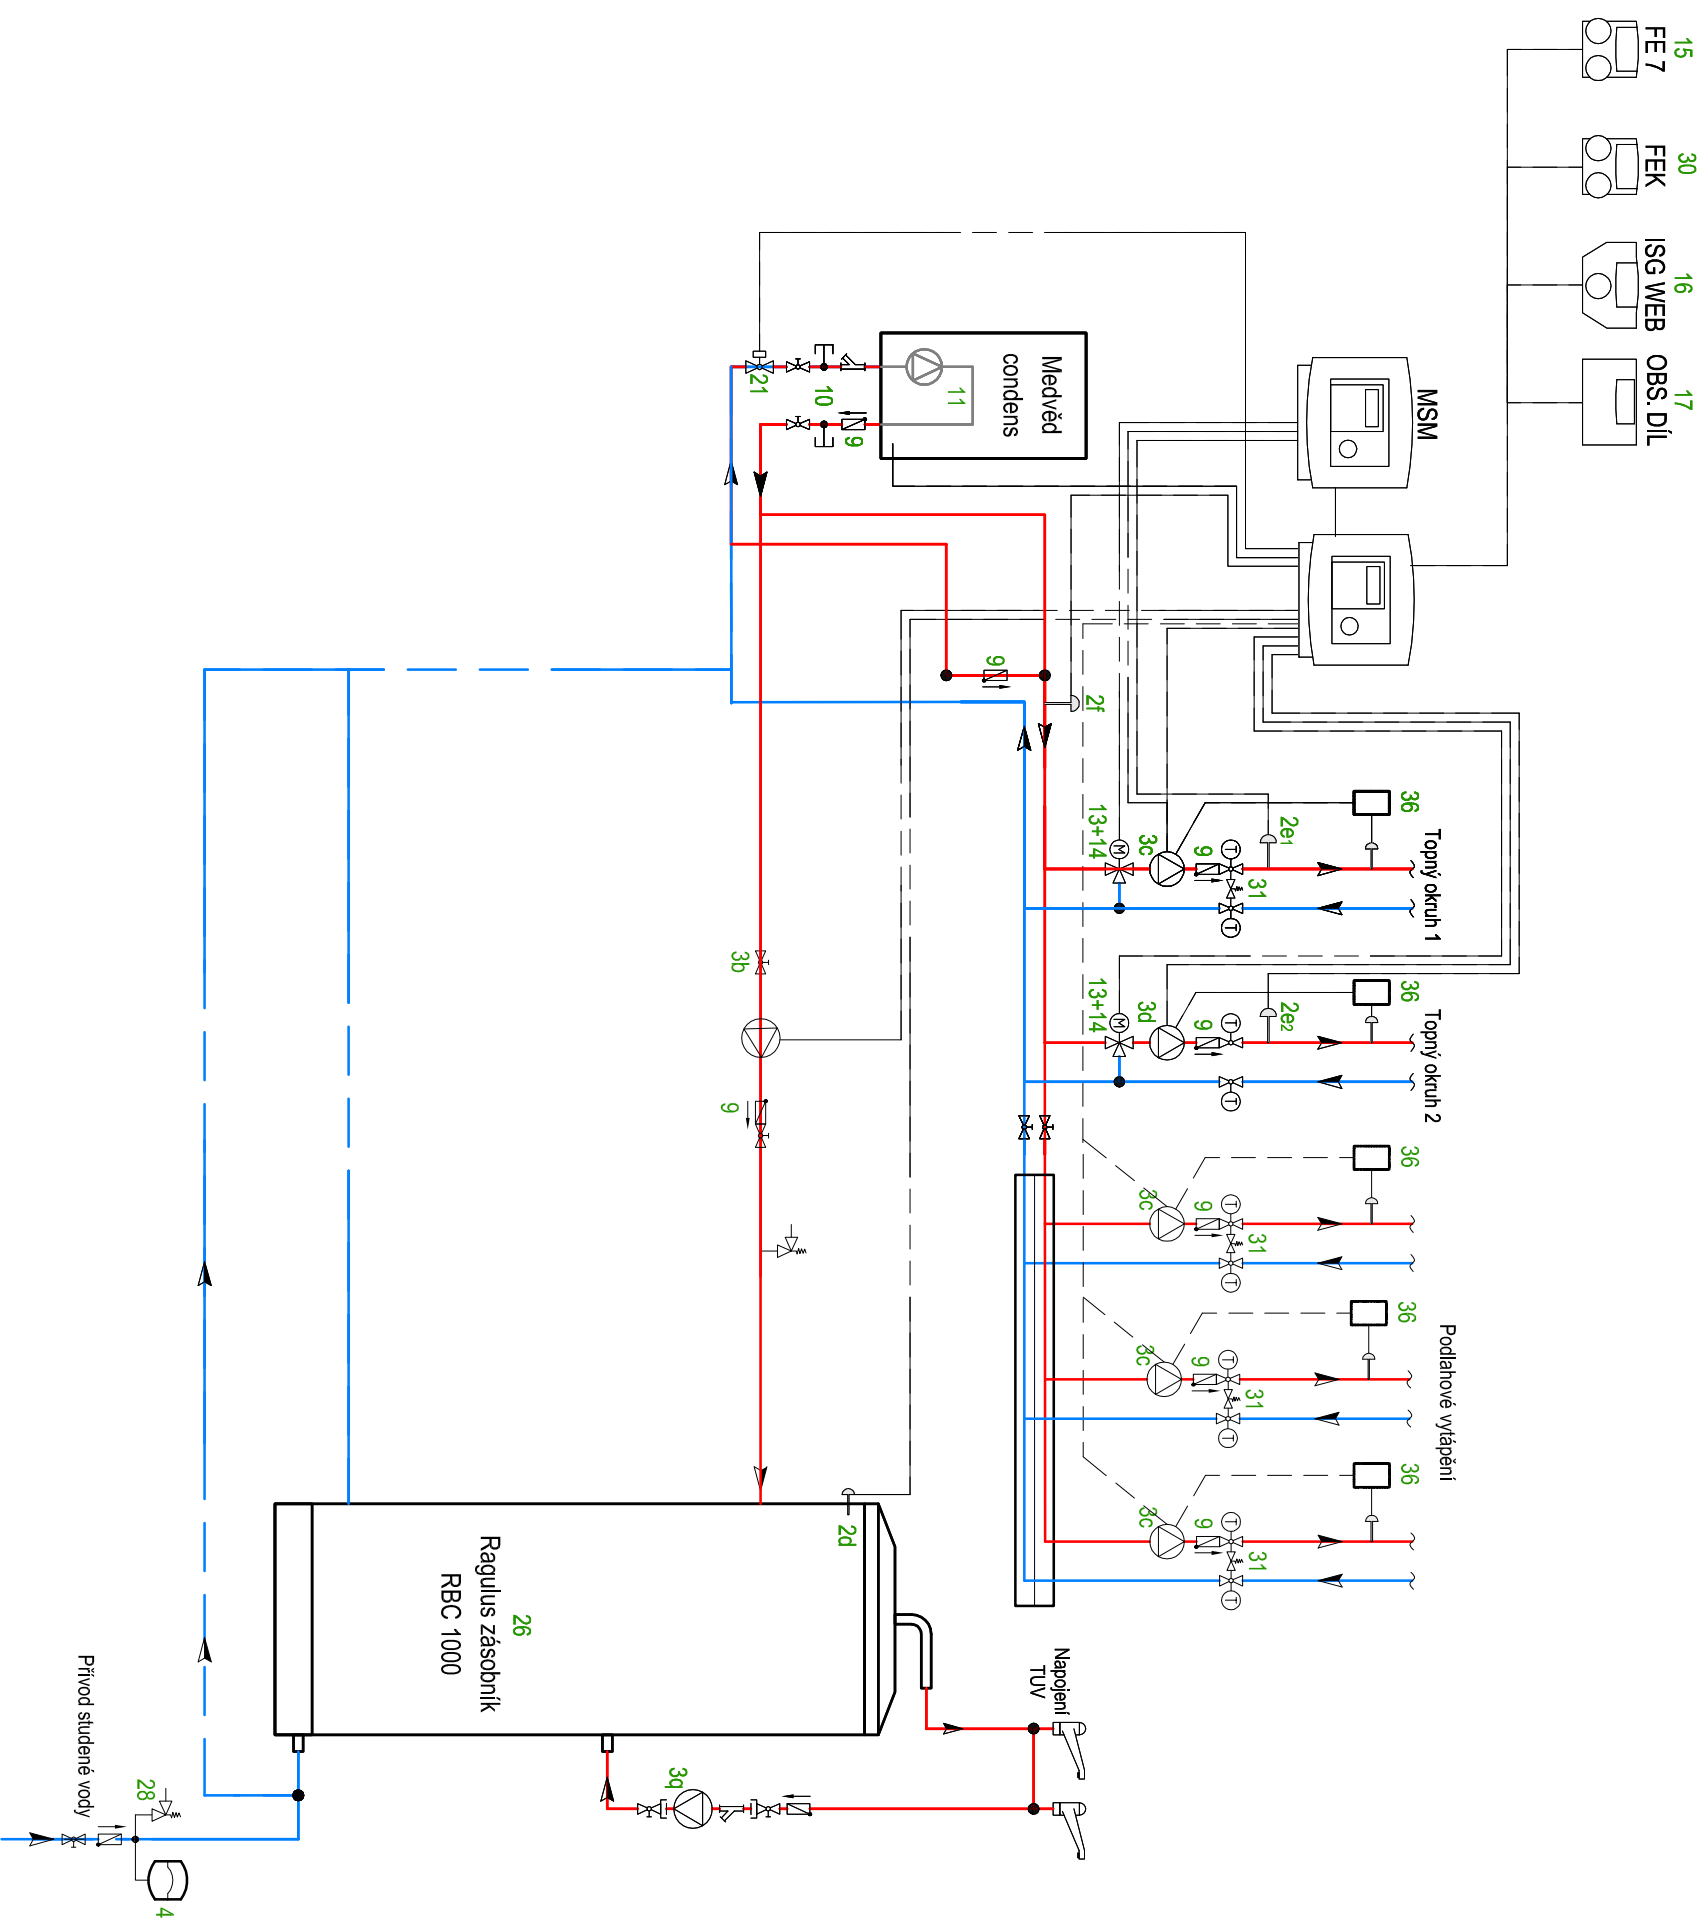 15
FE 7
30
FEK
16
ISG WEB
17
OBS. DÍL
MSM
Medvěd
condens
11
21
10
9
9
2f
36
Topný okruh 1
2e1
13+14
M
3c
9
T
31
T
36
Topný okruh 2
2e2
13+14
M
3d
9
T
T
3b
9
36
3c
9
T
31
T
Podlahové vytápění
36
3c
9
T
31
T
36
3c
9
T
31
T
2d
26
Ragulus zásobník
RBC 1000
Napojení
TUV
3q
Přívod studené vody
28
4